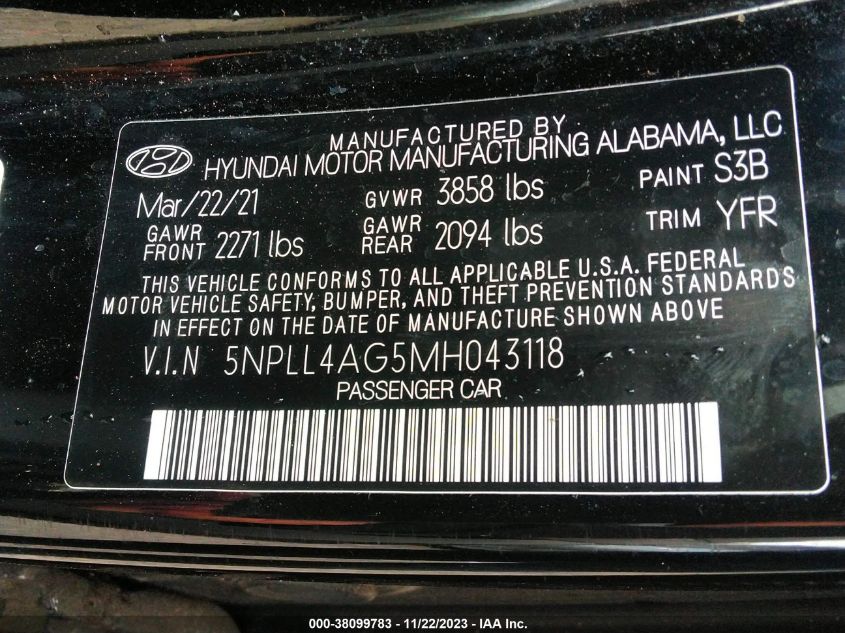 MANUFACTURED BY
HYUNDAI MOTOR MANUFACTURING ALABAMA, LLC
Mar/22/21 GVWR 3858 lbs PAINT S3B
GAWR FRONT 2271 lbs GAWR REAR 2094 lbs TRIM YFR
THIS VEHICLE CONFORMS TO ALL APPLICABLE U.S.A. FEDERAL
MOTOR VEHICLE SAFETY, BUMPER, AND THEFT PREVENTION STANDARDS
IN EFFECT ON THE DATE OF MANUFACTURE SHOWN ABOVE
V.I.N 5NPLL4AG5MH043118
PASSENGER CAR
000-38099783 - 11/22/2023 - IAA Inc.